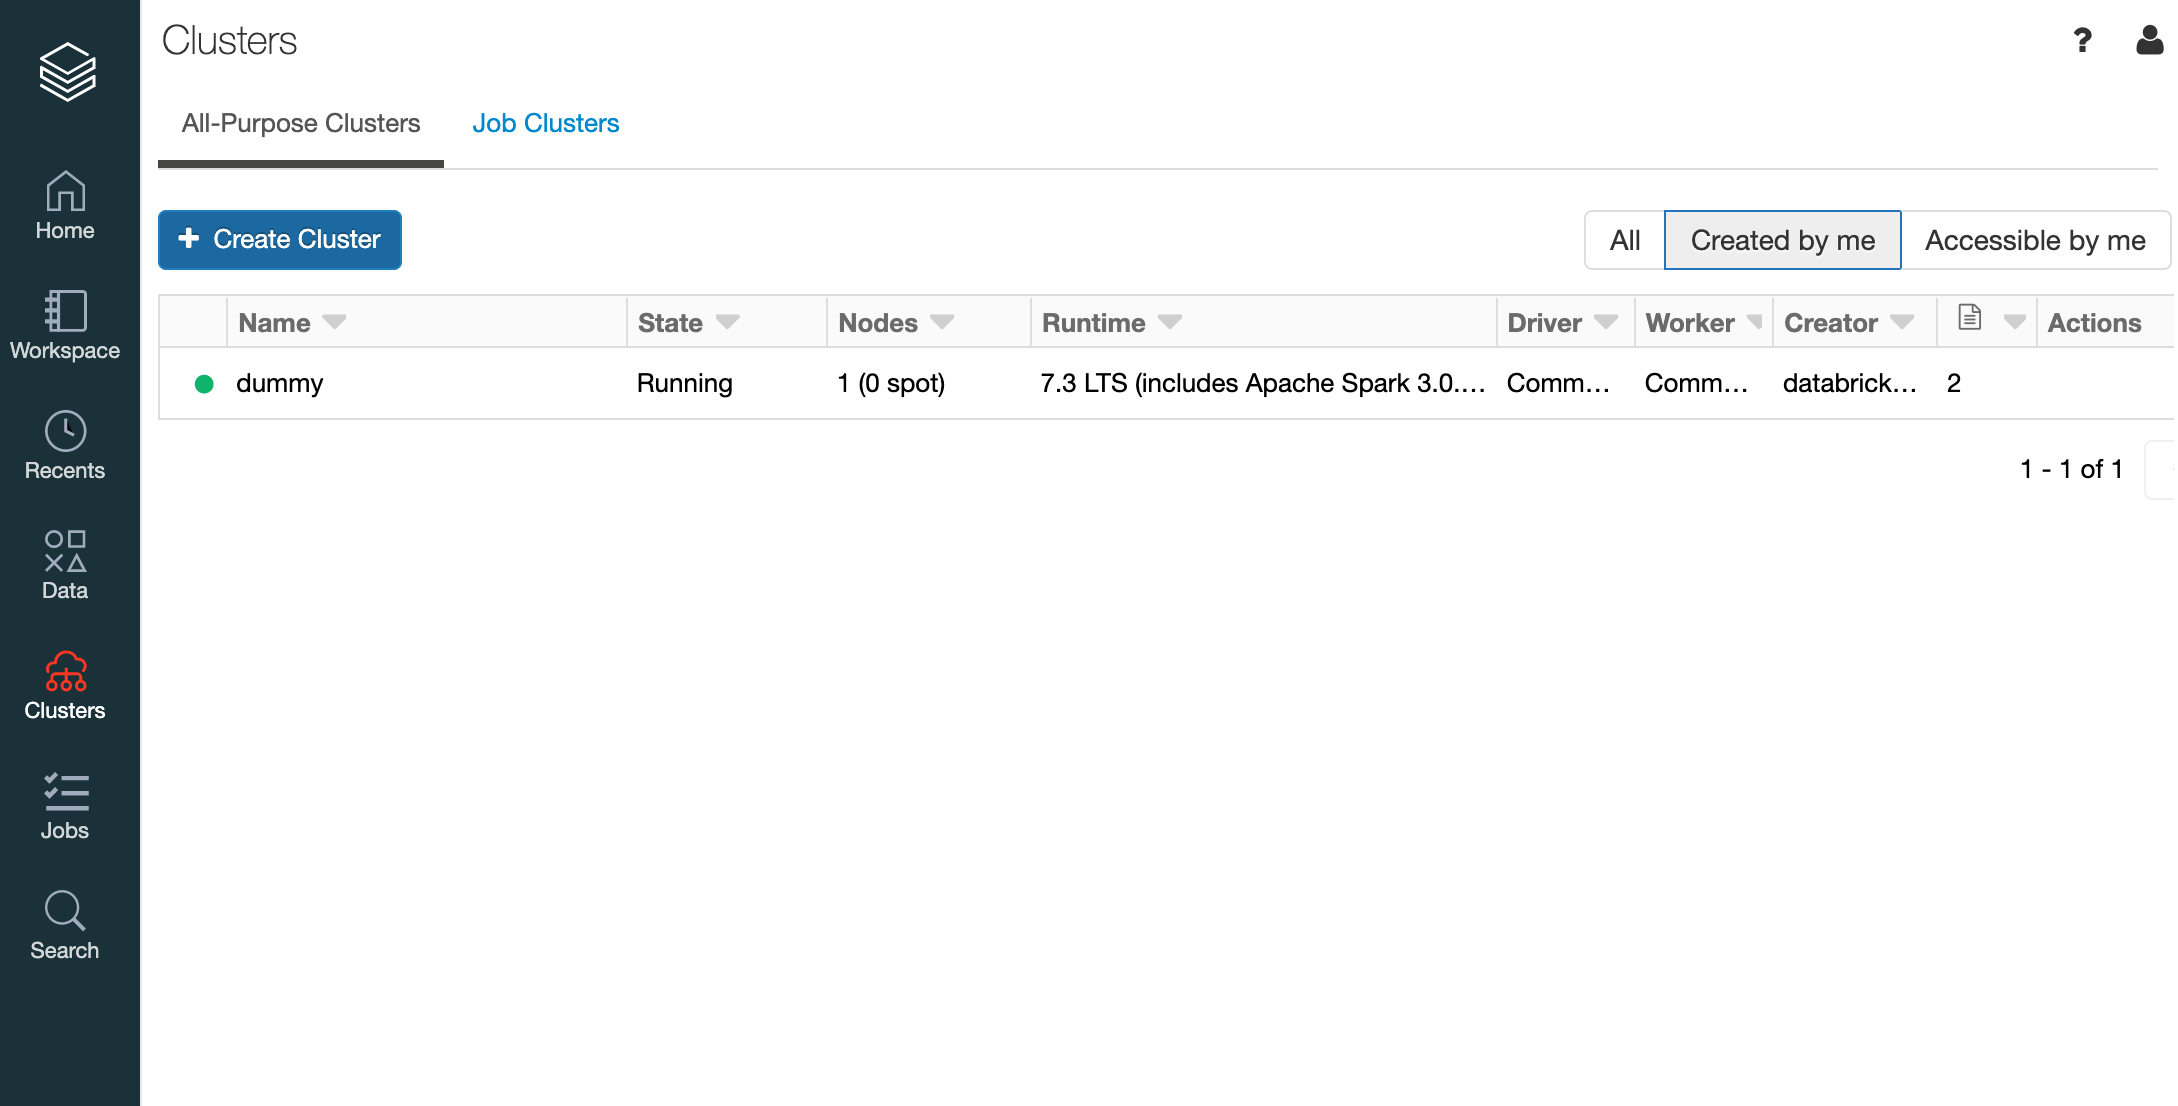 Clusters
All-Purpose Clusters Job Clusters
Home
Workspace
Recents
Data
Clusters
Jobs
Search
+ Create Cluster All Created by me Accessible by me
Name State Nodes Runtime Driver Worker Creator Actions
dummy Running 1 (0 spot) 7.3 LTS (includes Apache Spark 3.0.… Comm… Comm… databrick… 2
1 - 1 of 1